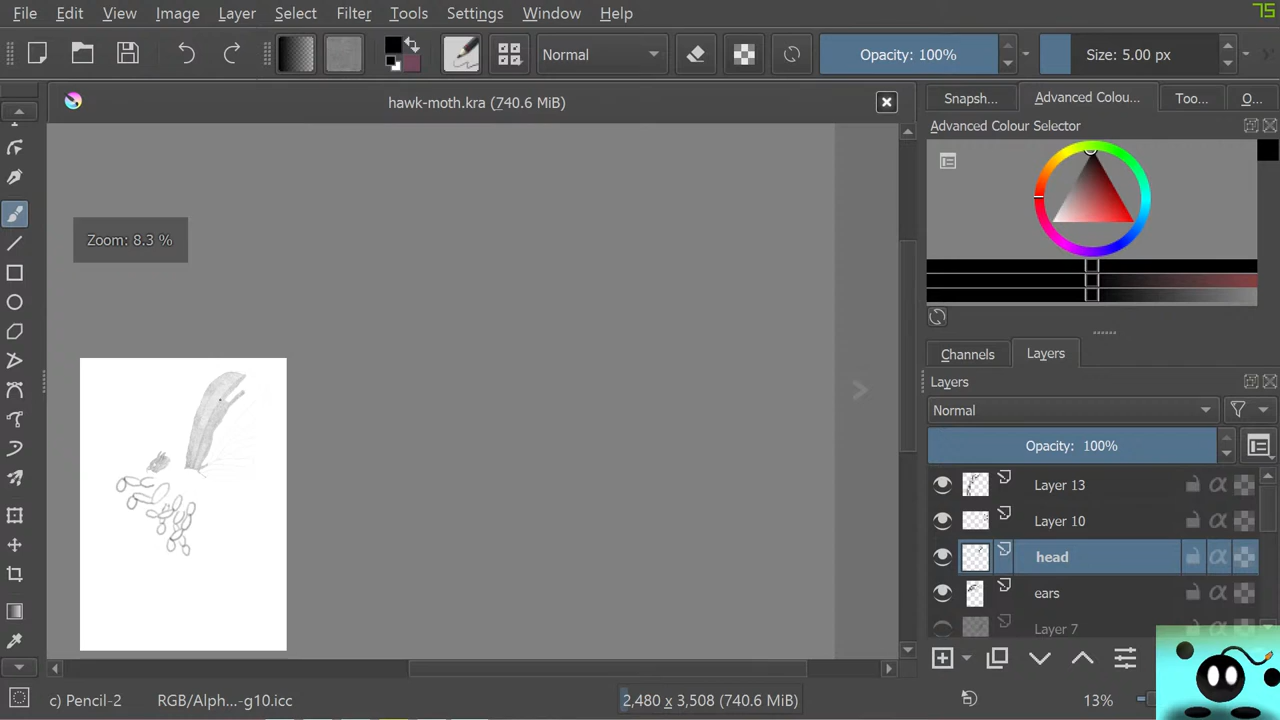 75
File Edit View Image Layer Select Filter Tools Settings Window Help
Normal Opacity: 100% Size: 5.00 px
hawk-moth.kra (740.6 MiB)
Snapsh... Advanced Colou... Too... O...
Advanced Colour Selector
Zoom: 8.3 %
Channels Layers
Layers
Normal
Opacity: 100%
Layer 13
Layer 10
head
ears
Layer 7
c) Pencil-2 RGB/Alph...-g10.icc 2,480 x 3,508 (740.6 MiB) 13%